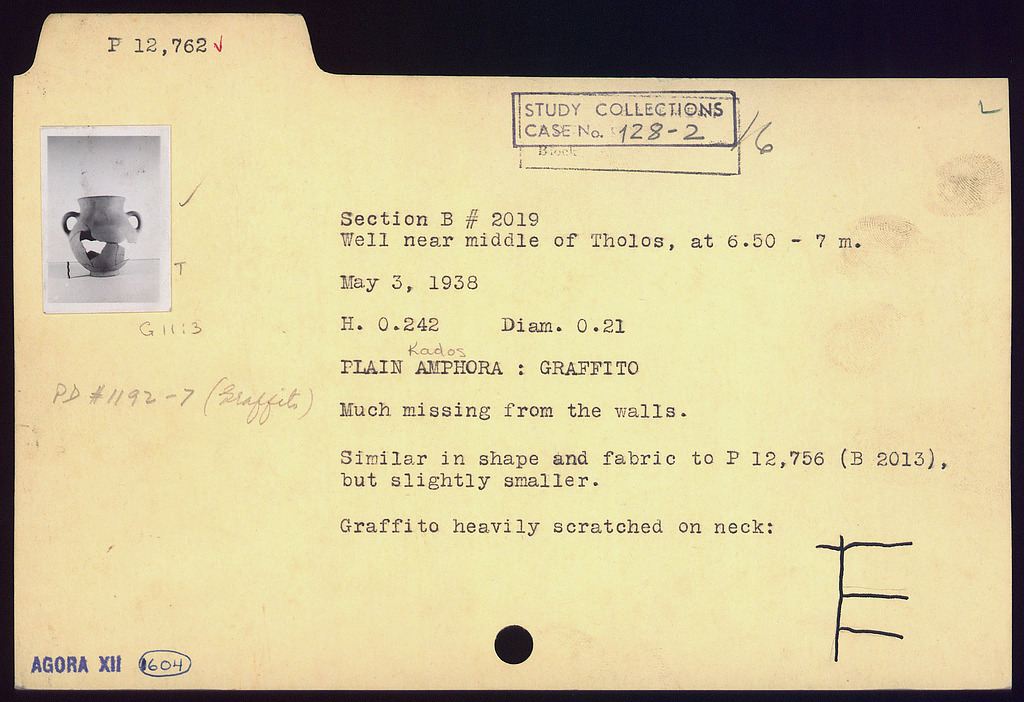 P 12,762 ✓
STUDY COLLECTIONS
CASE No. 128-2
/6
Block
Section B # 2019
Well near middle of Tholos, at 6.50 - 7 m.
T
May 3, 1938
G 11:3
H. 0.242 Diam. 0.21
Kados
PLAIN AMPHORA : GRAFFITO
PD #1192-7 (Graffito)
Much missing from the walls.
Similar in shape and fabric to P 12,756 (B 2013),
but slightly smaller.
Graffito heavily scratched on neck:
E
AGORA XII 1604